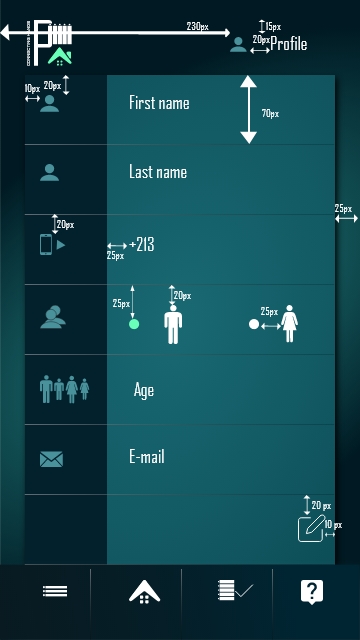 230px
15px
20px
Profile
10px
20px
First name
70px
Last name
25px
20px
+213
25px
20px
25px
25px
Age
E-mail
20 px
10 px
?